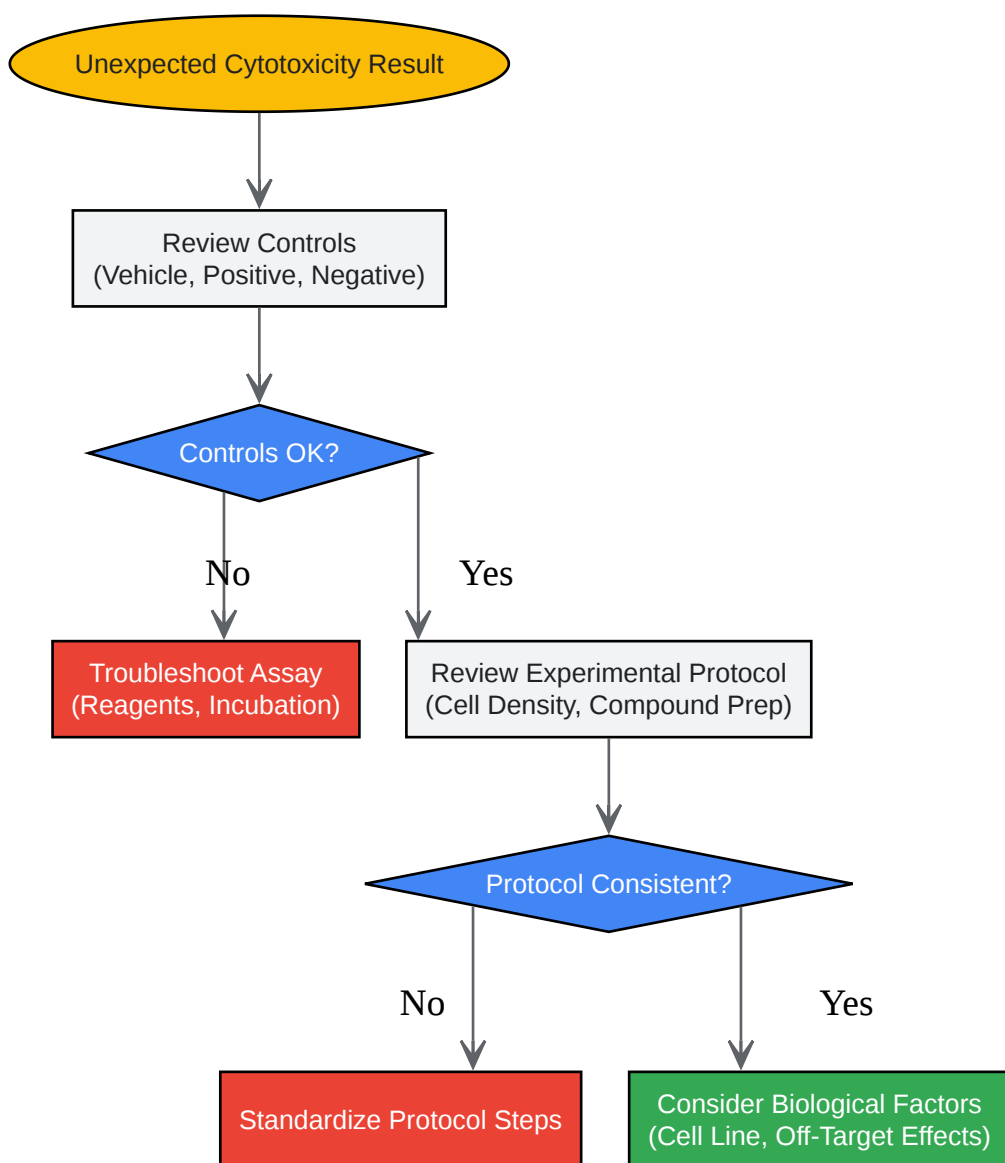 Unexpected Cytotoxicity Result
Review Controls
(Vehicle, Positive, Negative)
Controls OK?
No
Yes
Troubleshoot Assay
(Reagents, Incubation)
Review Experimental Protocol
(Cell Density, Compound Prep)
Protocol Consistent?
No
Yes
Standardize Protocol Steps
Consider Biological Factors
(Cell Line, Off-Target Effects)